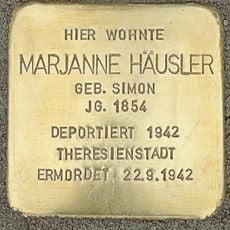 HIER WOHNTE
MARJANNE HÄUSLER
GEB. SIMON
JG. 1854
DEPORTIERT 1942
THERESIENSTADT
ERMORDET 22.9.1942